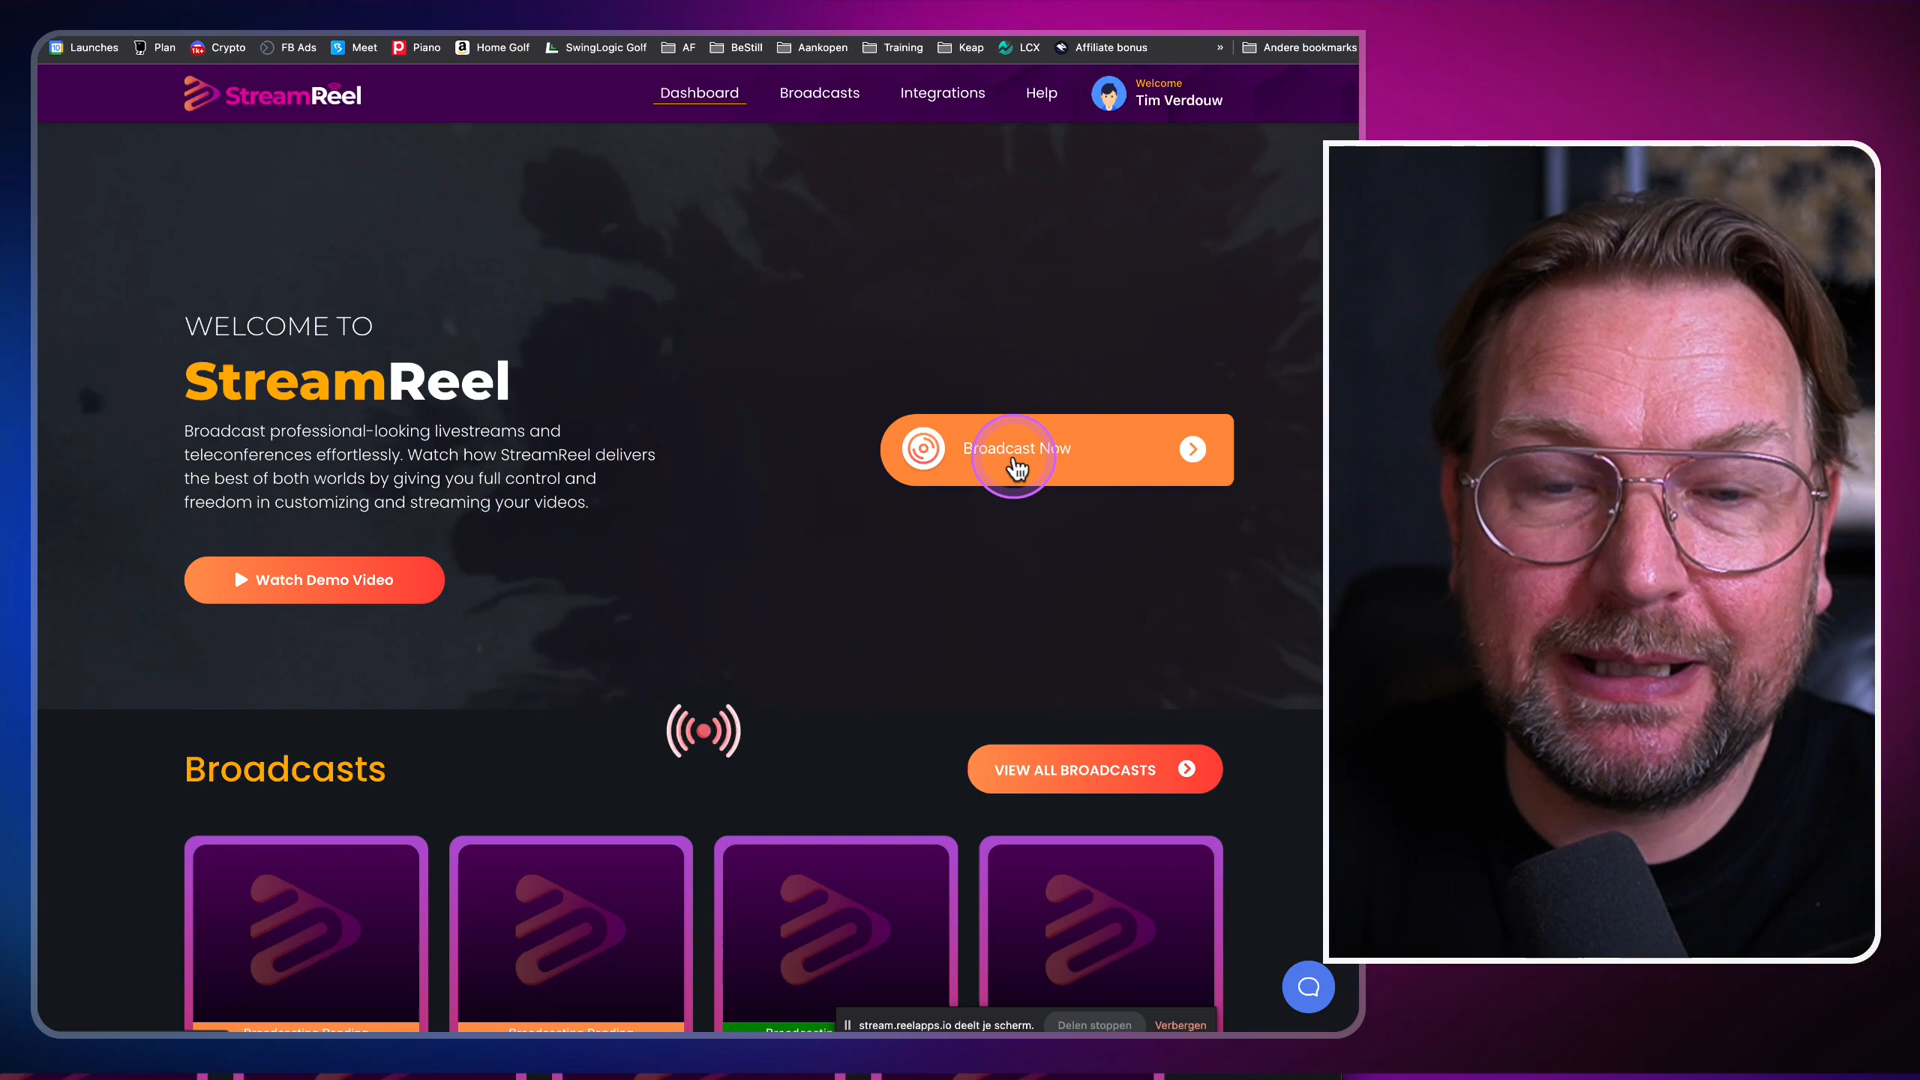 Launches Plan Crypto FB Ads Meet Piano Home Golf SwingLogic Golf AF BeStill Aankopen Training Keap LCX Affiliate bonus » Andere bookmarks
StreamReel Dashboard Broadcasts Integrations Help
Welcome
Tim Verdouw
WELCOME TO
StreamReel
Broadcast professional-looking livestreams and
teleconferences effortlessly. Watch how StreamReel delivers
the best of both worlds by giving you full control and
freedom in customizing and streaming your videos.
Broadcast Now
Watch Demo Video
Broadcasts
VIEW ALL BROADCASTS
Broadcasting Pending Broadcasting Pending
stream.reelapps.io deelt je scherm. Delen stoppen Verbergen